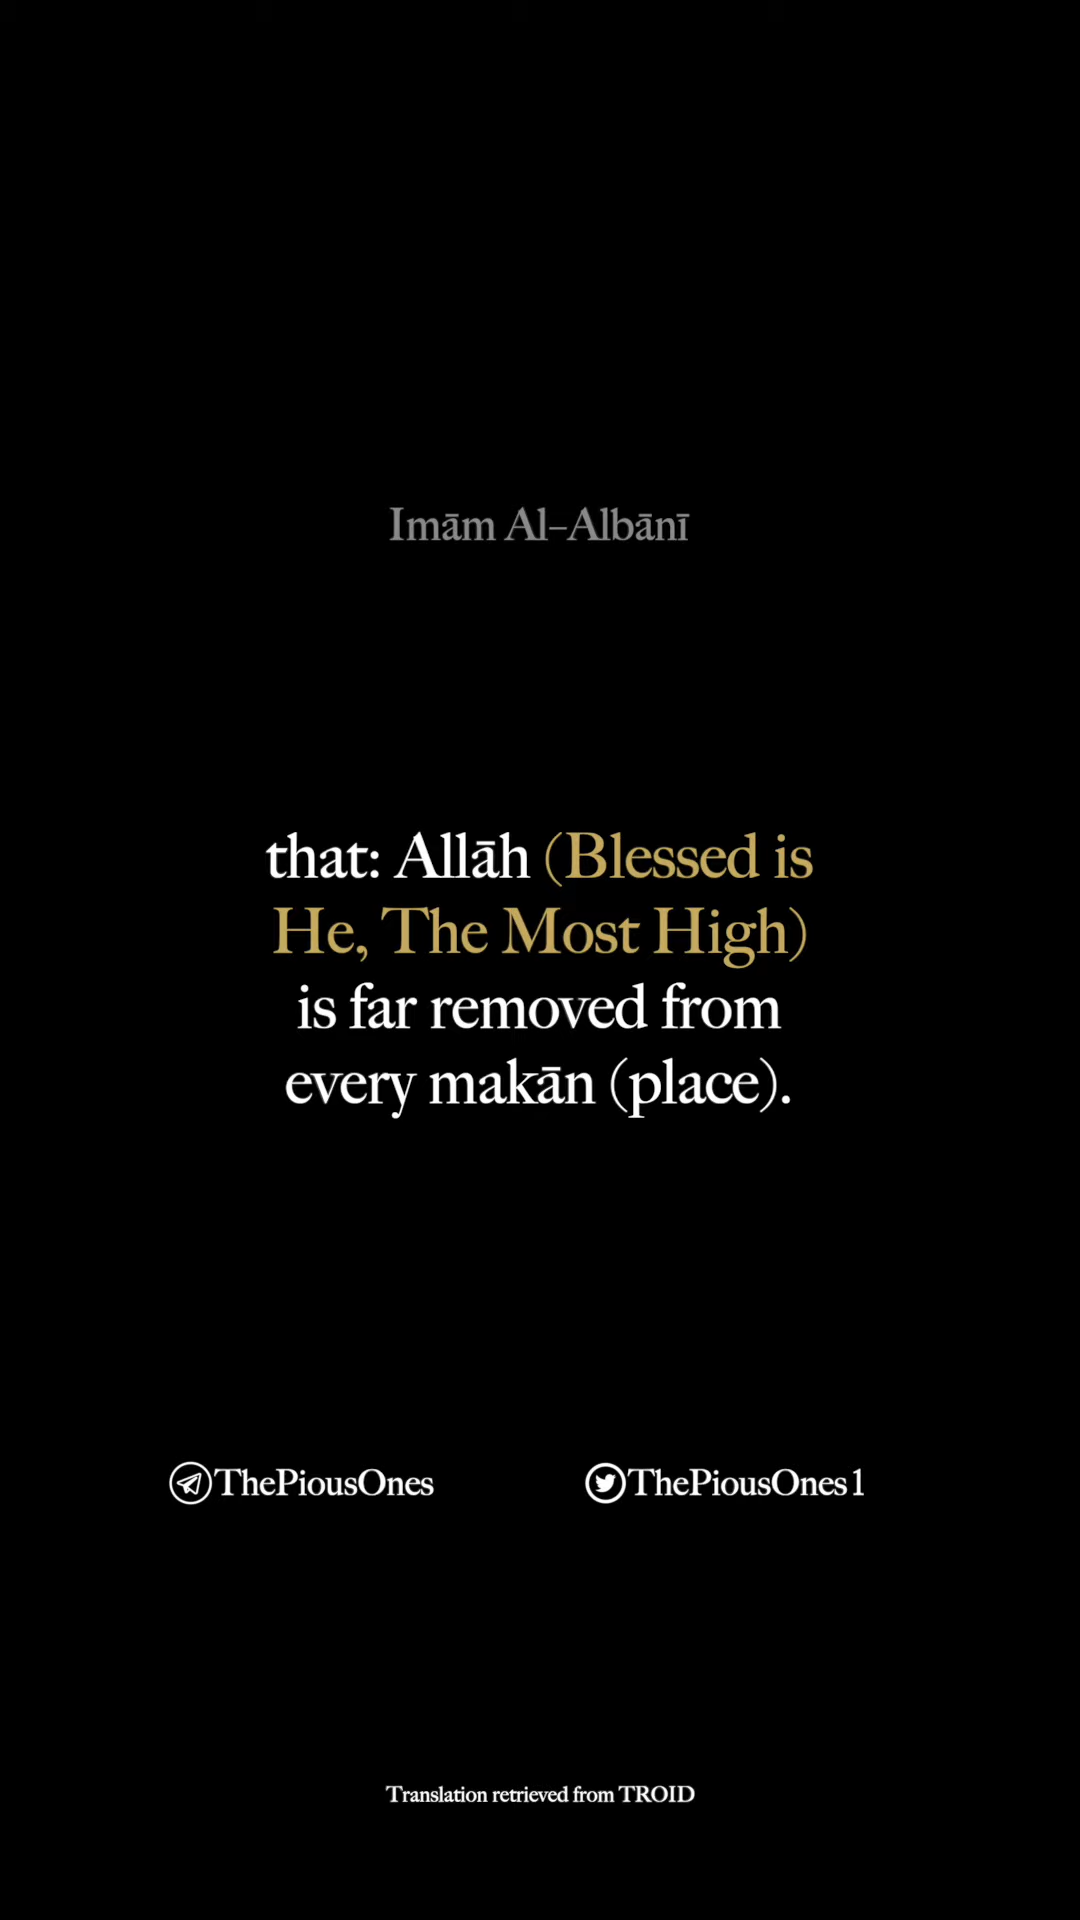 Imām Al–Albānī
that: Allāh (Blessed is
He, The Most High)
is far removed from
every makān (place).
ThePiousOnes
ThePiousOnes1
Translation retrieved from TROID